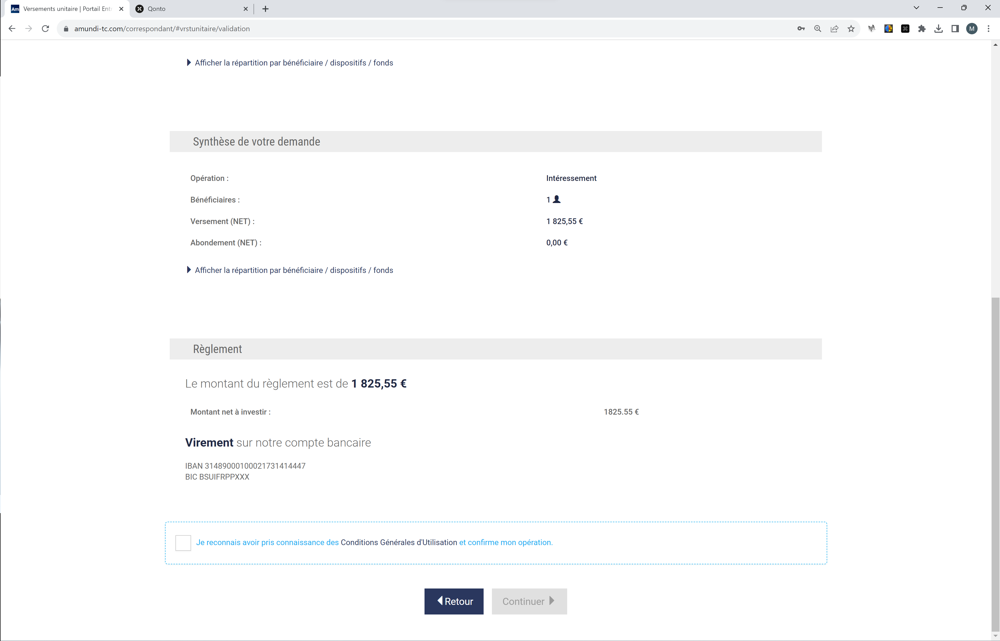 Am Versements unitaire | Portail Entr
Qonto
amundi-tc.com/correspondant/#vrstunitaire/validation
M
Afficher la répartition par bénéficiaire / dispositifs / fonds
Synthèse de votre demande
Opération : Intéressement
Bénéficiaires : 1
Versement (NET) : 1 825,55 €
Abondement (NET) : 0,00 €
Afficher la répartition par bénéficiaire / dispositifs / fonds
Règlement
Le montant du règlement est de 1 825,55 €
Montant net à investir : 1825.55 €
Virement sur notre compte bancaire
IBAN 31489000100021731414447
BIC BSUIFRPPXXX
Je reconnais avoir pris connaissance des Conditions Générales d'Utilisation et confirme mon opération.
Retour
Continuer